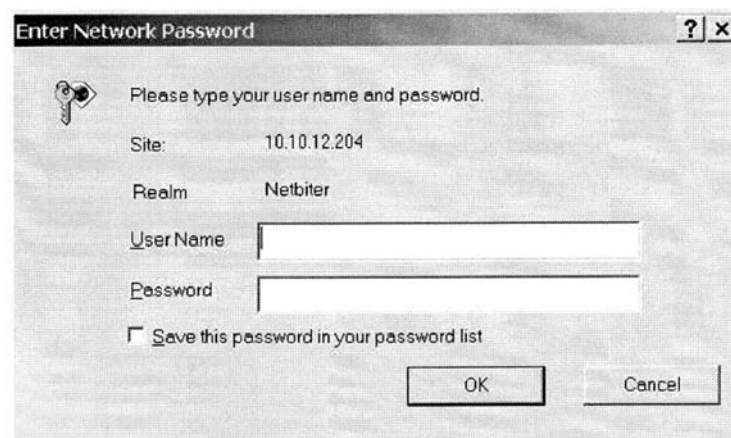 Enter Network Password
Please type your user name and password.
Site: 10.10.12.204
Realm Netbiter
User Name
Password
Save this password in your password list
OK Cancel